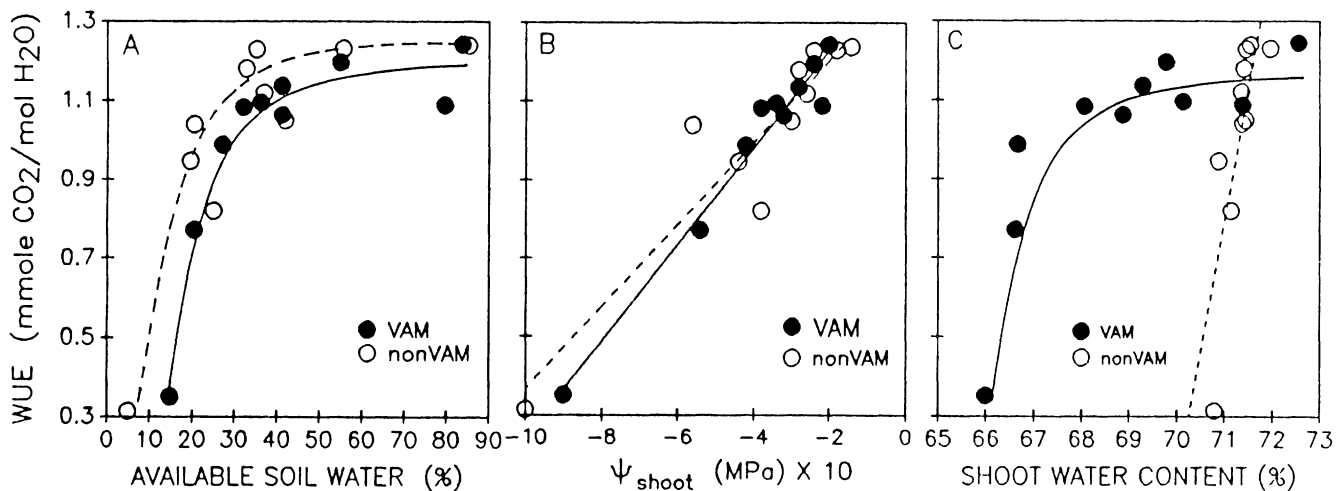 WUE (mmole CO2/mol H2O)
1.3
1.1
0.9
0.7
0.5
0.3
A
VAM
nonVAM
0 10 20 30 40 50 60 70 80 90
AVAILABLE SOIL WATER (%)
B
VAM
nonVAM
-10 -8 -6 -4 -2 0
Ψshoot (MPa) X 10
C
VAM
nonVAM
65 66 67 68 69 70 71 72 73
SHOOT WATER CONTENT (%)